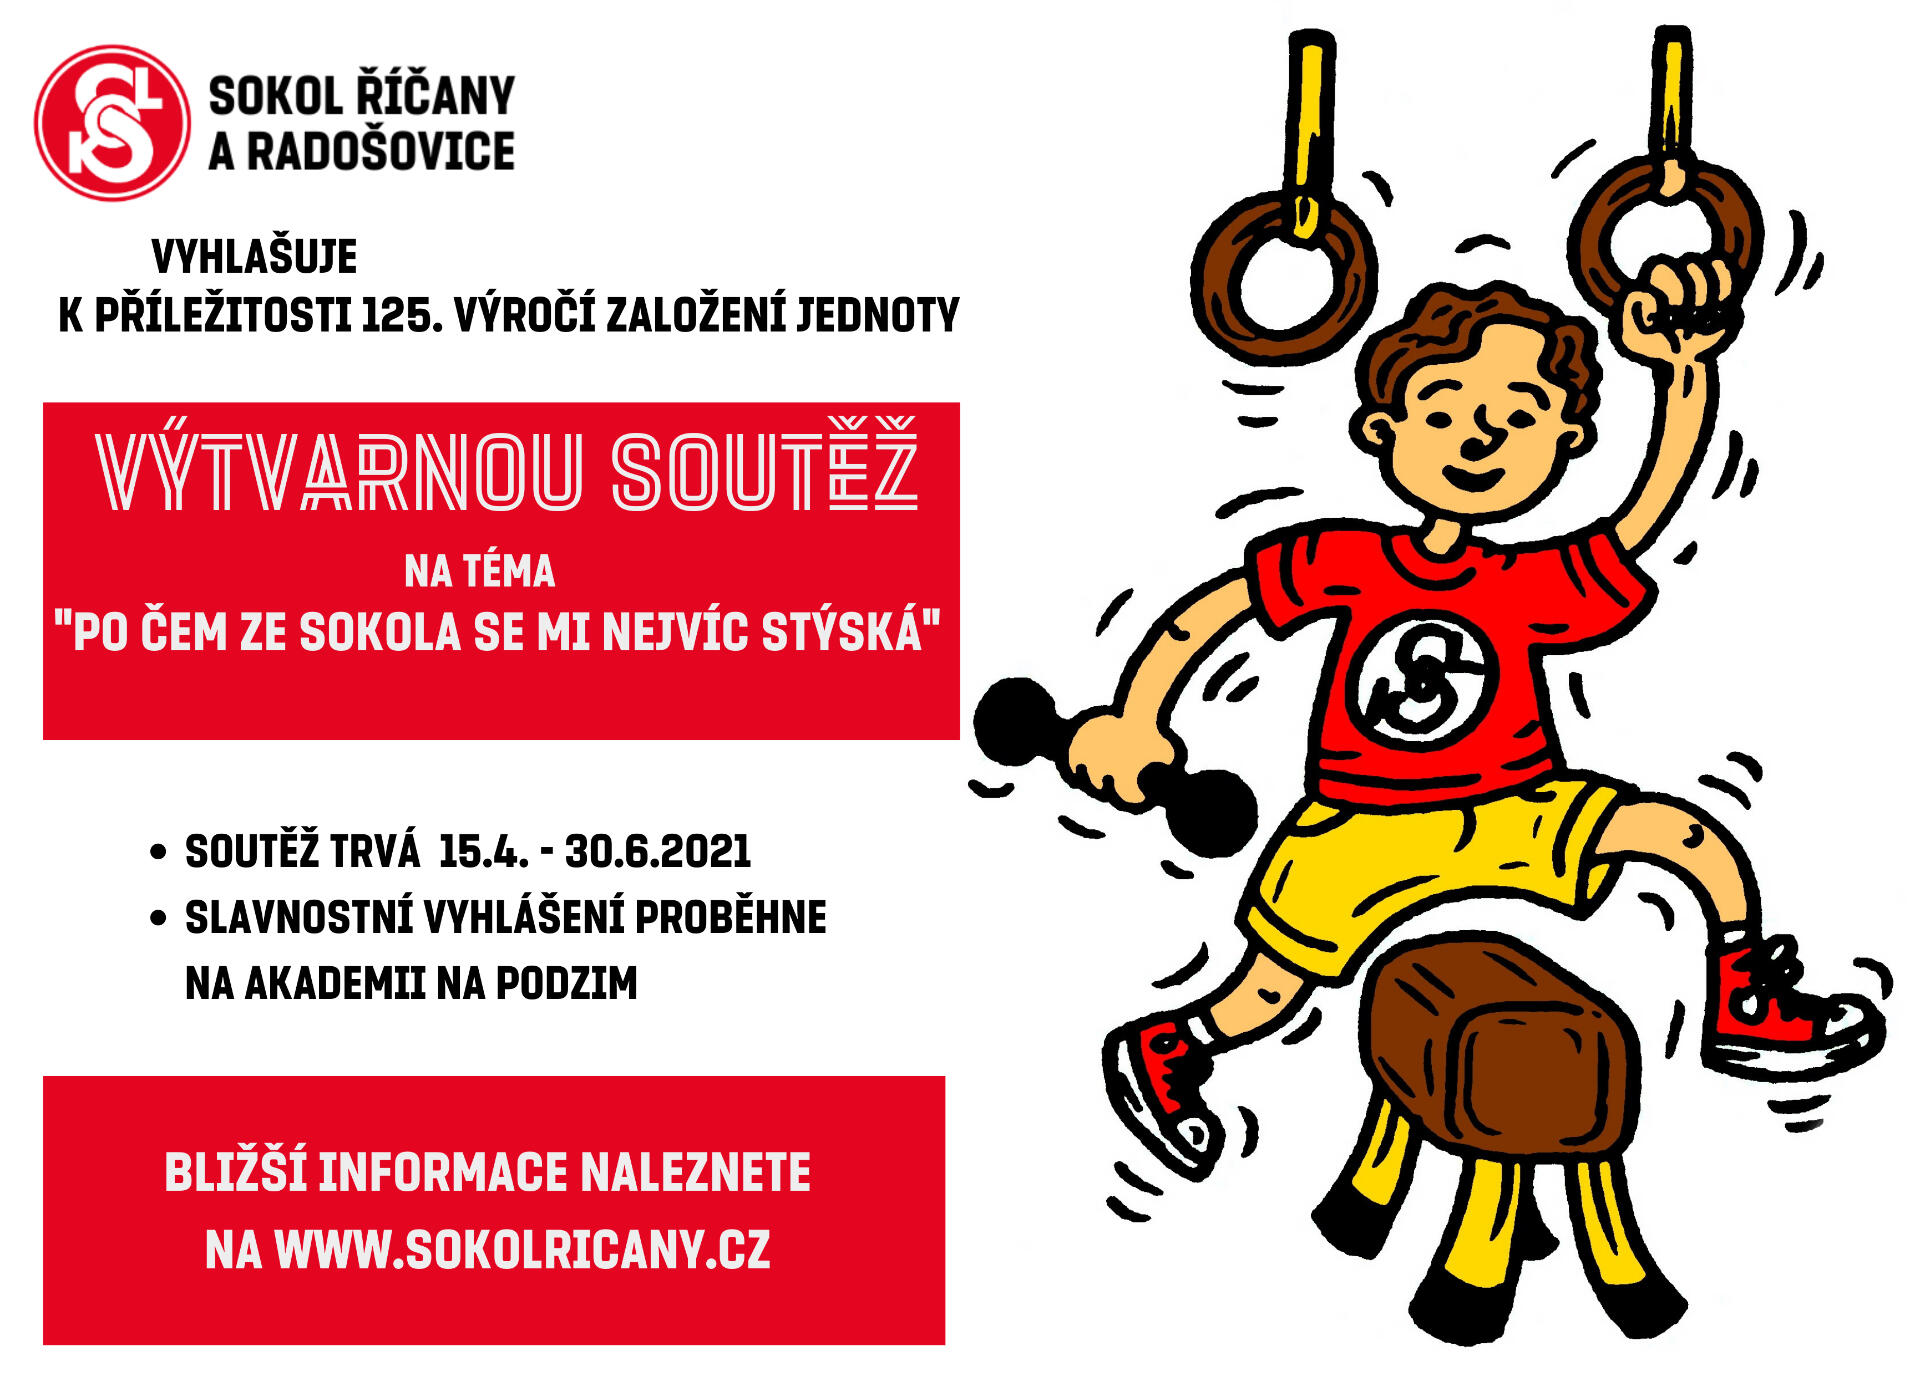 SOKOL ŘÍČANY
A RADOŠOVICE
VYHLAŠUJE
K PŘÍLEŽITOSTI 125. VÝROČÍ ZALOŽENÍ JEDNOTY
VÝTVARNOU SOUTĚŽ
NA TÉMA
"PO ČEM ZE SOKOLA SE MI NEJVÍC STÝSKÁ"
• SOUTĚŽ TRVÁ 15.4. - 30.6.2021
• SLAVNOSTNÍ VYHLÁŠENÍ PROBĚHNE
NA AKADEMII NA PODZIM
BLIŽŠÍ INFORMACE NALEZNETE
NA WWW.SOKOLRICANY.CZ